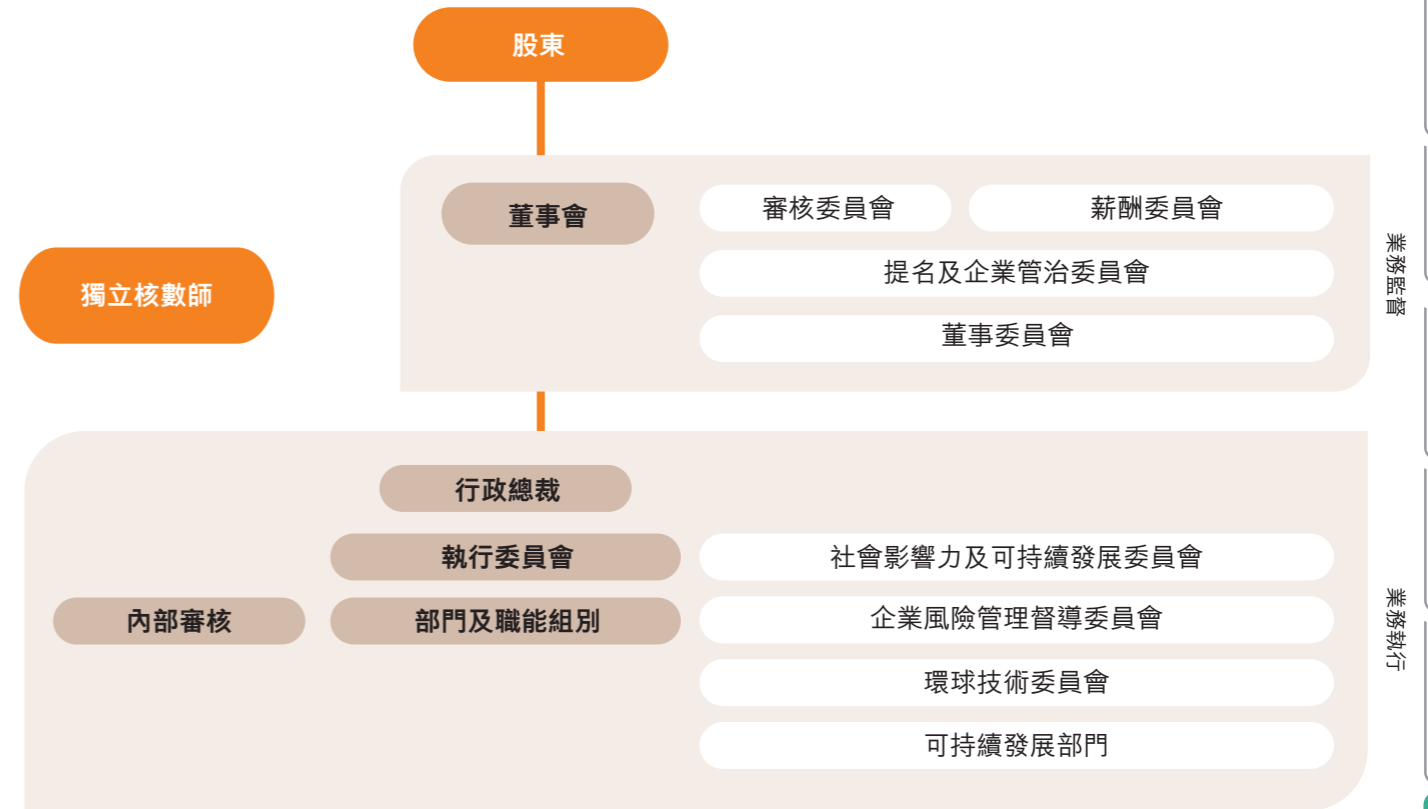 股東
董事會
審核委員會
薪酬委員會
提名及企業管治委員會
董事委員會
業務監督
獨立核數師
行政總裁
執行委員會
社會影響力及可持續發展委員會
內部審核
部門及職能組別
企業風險管理督導委員會
環球技術委員會
可持續發展部門
業務執行